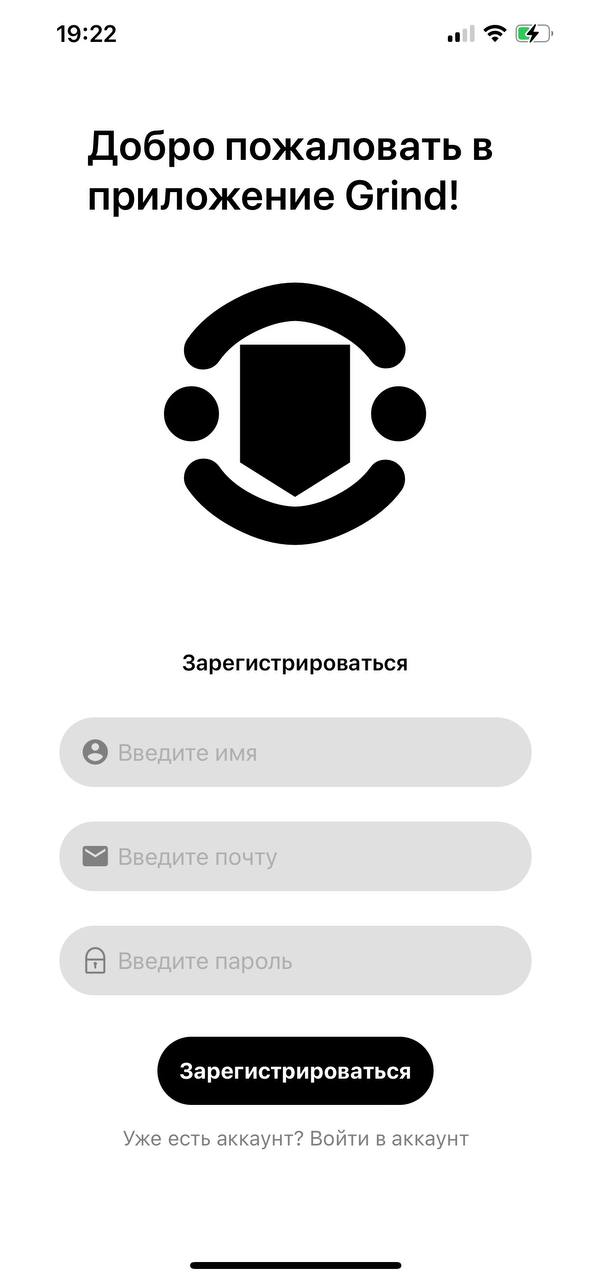 19:22
Добро пожаловать в
приложение Grind!
Зарегистрироваться
Введите имя
Введите почту
Введите пароль
Зарегистрироваться
Уже есть аккаунт? Войти в аккаунт